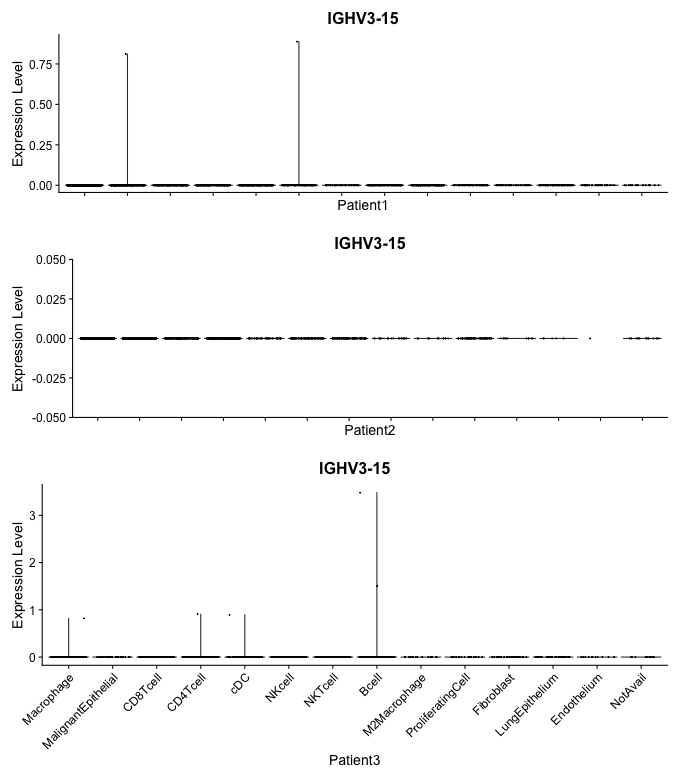 IGHV3-15
Expression Level
0.75
0.50
0.25
0.00
Patient1
IGHV3-15
Expression Level
0.050
0.025
0.000
-0.025
-0.050
Patient2
IGHV3-15
Expression Level
3
2
1
0
Macrophage
MalignantEpithelial
CD8Tcell
CD4Tcell
cDC
NKcell
NKTcell
Bcell
M2Macrophage
ProliferatingCell
Fibroblast
LungEpithelium
Endothelium
NotAvail
Patient3